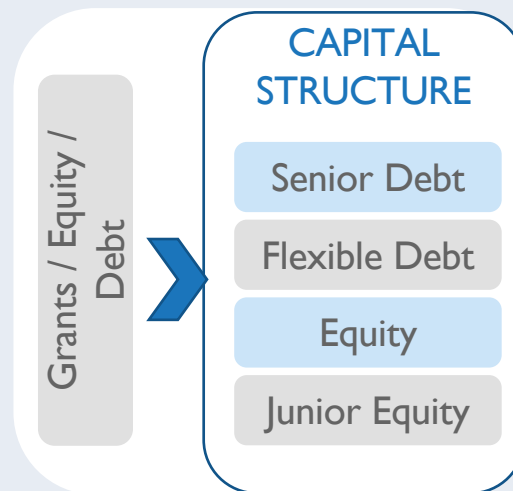 Grants / Equity /
Debt
CAPITAL
STRUCTURE
Senior Debt
Flexible Debt
Equity
Junior Equity